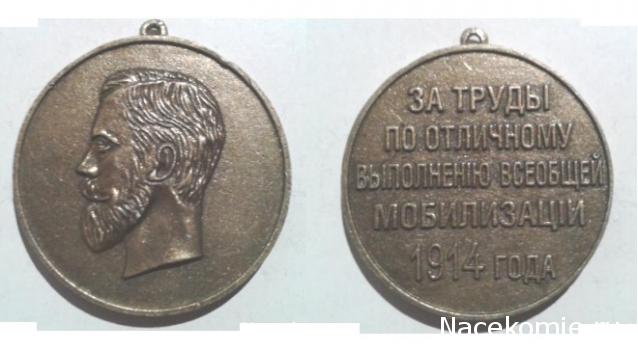 ЗА ТРУДЫ
ПО ОТЛИЧНОМУ
ВЫПОЛНЕНІЮ ВСЕОБЩЕЙ
МОБИЛИЗАЦІИ
1914 ГОДА
Nacekomie.ru